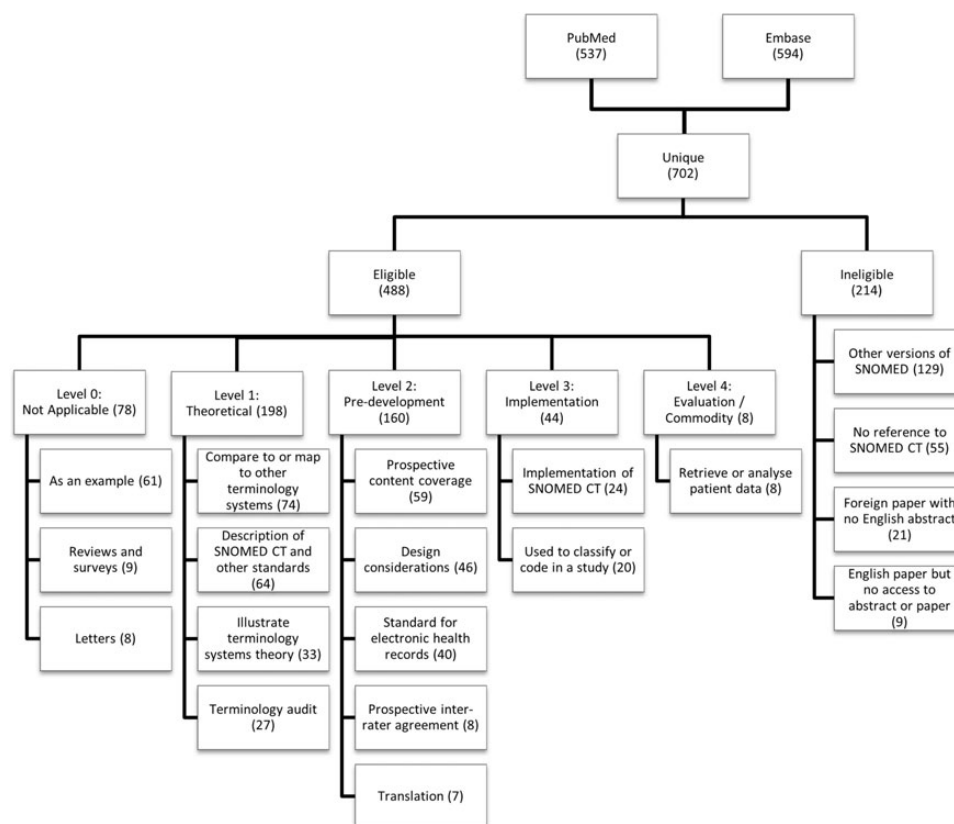 PubMed
(537)
Embase
(594)
Unique
(702)
Eligible
(488)
Ineligible
(214)
Level 0:
Not Applicable (78)
As an example (61)
Reviews and
surveys (9)
Letters (8)
Level 1:
Theoretical (198)
Compare to or map
to other
terminology
systems (74)
Description of
SNOMED CT and
other standards
(64)
Illustrate
terminology
systems theory (33)
Terminology audit
(27)
Level 2:
Pre-development
(160)
Prospective
content coverage
(59)
Design
considerations (46)
Standard for
electronic health
records (40)
Prospective inter-
rater agreement (8)
Translation (7)
Level 3:
Implementation
(44)
Implementation of
SNOMED CT (24)
Used to classify or
code in a study (20)
Level 4:
Evaluation /
Commodity (8)
Retrieve or analyse
patient data (8)
Other versions of
SNOMED (129)
No reference to
SNOMED CT (55)
Foreign paper with
no English abstract
(21)
English paper but
no access to
abstract or paper
(9)